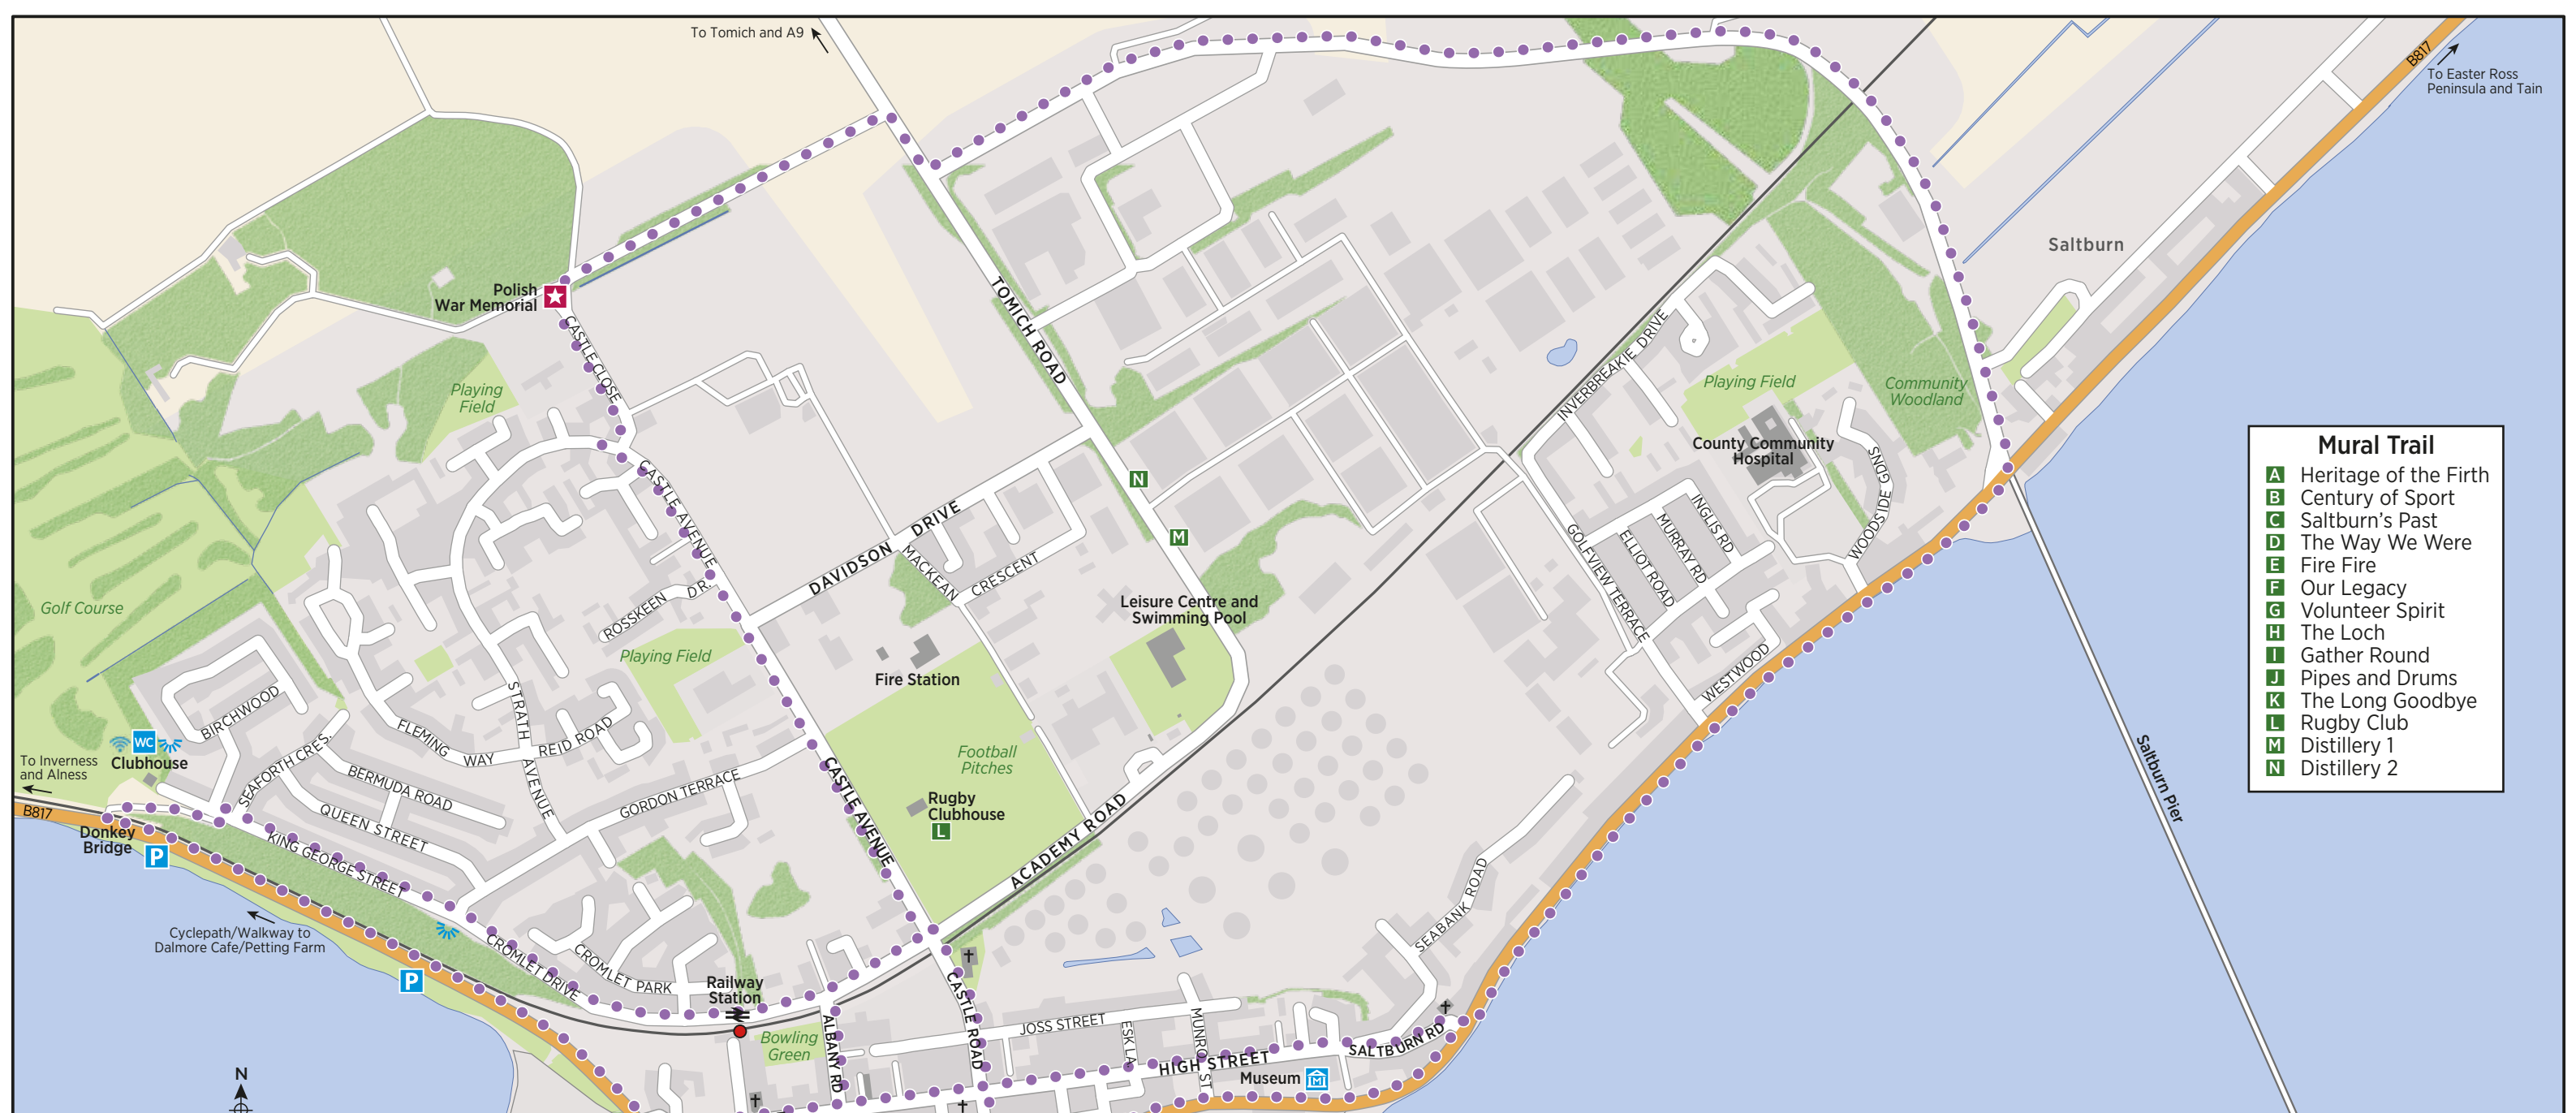 To Tomich and A9
B817
To Easter Ross
Peninsula and Tain
Saltburn
Polish
War Memorial
CASTLE CLOSE
TOMICH ROAD
Playing
Field
INVERBREAKIE DRIVE
Playing Field
Community
Woodland
County Community
Hospital
WOODSIDE GDNS
CASTLE AVENUE
N
M
DAVIDSON DRIVE
MACKEAN
CRESCENT
INGLIS RD
MURRAY RD
ELLIOT ROAD
GOLFVIEW TERRACE
WESTWOOD
Golf Course
ROSSKEEN DR.
Playing Field
Leisure Centre and
Swimming Pool
Fire Station
Mural Trail
A Heritage of the Firth
B Century of Sport
C Saltburn's Past
D The Way We Were
E Fire Fire
F Our Legacy
G Volunteer Spirit
H The Loch
I Gather Round
J Pipes and Drums
K The Long Goodbye
L Rugby Club
M Distillery 1
N Distillery 2
BIRCHWOOD
WC
Clubhouse
SEAFORTH CRES.
FLEMING WAY
REID ROAD
STRATH AVENUE
BERMUDA ROAD
QUEEN STREET
GORDON TERRACE
CASTLE AVENUE
Football
Pitches
Rugby
Clubhouse
L
ACADEMY ROAD
Saltburn Pier
To Inverness
and Alness
B817
Donkey
Bridge
P
KING GEORGE STREET
Cyclepath/Walkway to
Dalmore Cafe/Petting Farm
P
CROMLET DRIVE
CROMLET PARK
Railway
Station
SEABANK ROAD
CASTLE ROAD
Bowling
Green
ALBANY RD
JOSS STREET
ESK LA
MUNRO ST
HIGH STREET
SALTBURN RD
Museum
M
N